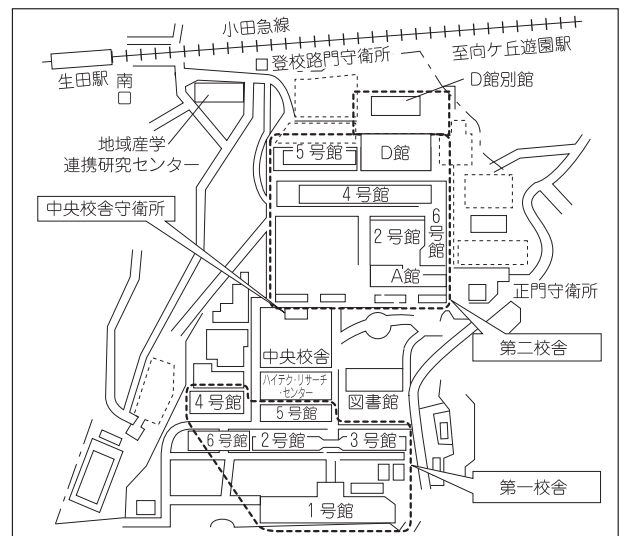 小田急線
至向ケ丘遊園駅
登校路門守衛所
生田駅 南
D館別館
地域産学
連携研究センター
5号館
D館
4号館
中央校舎守衛所
2号館
6号館
A館
正門守衛所
第二校舎
中央校舎
ハイテク・リサーチ
・センター
図書館
4号館
5号館
6号館
2号館
3号館
第一校舎
1号館